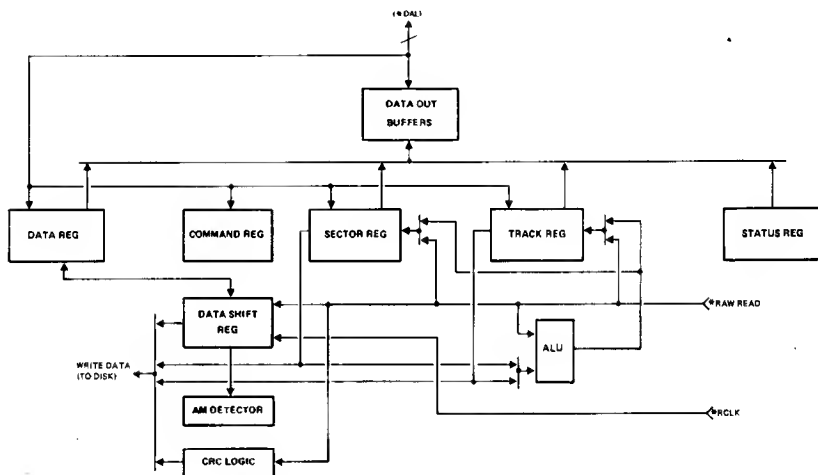 (*DAL)
DATA OUT
BUFFERS
DATA REG
COMMAND REG
SECTOR REG
TRACK REG
STATUS REG
DATA SHIFT
REG
*RAW READ
ALU
WRITE DATA
(TO DISK)
AM DETECTOR
*RCLK
CRC LOGIC